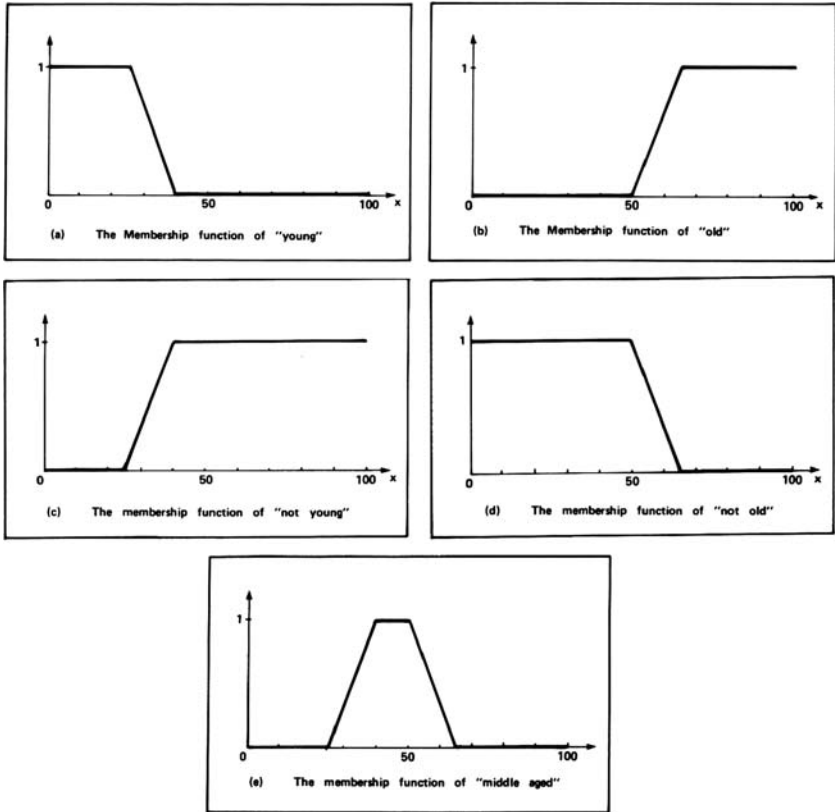 1
0 50 100 x
(a) The Membership function of "young"
1
0 50 100 x
(b) The Membership function of "old"
1
0 50 100 x
(c) The membership function of "not young"
1
0 50 100 x
(d) The membership function of "not old"
1
0 50 100 x
(e) The membership function of "middle aged"